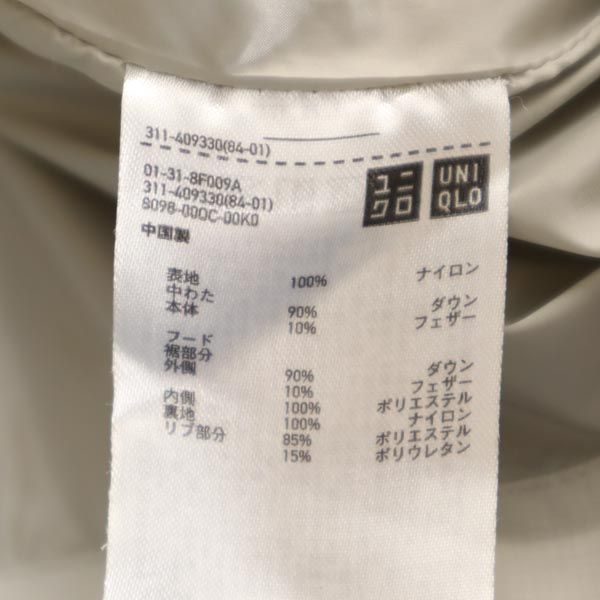 311-409330(84-01)
01-31-8F009A
311-409330(84-01)
8098-000C-00K0
中国製
ユニクロ
UNIQLO
表地 100% ナイロン
中わた
本体 90% ダウン
10% フェザー
フード
裾部分
外側 90% ダウン
10% フェザー
内側 100% ポリエステル
裏地 100% ナイロン
リブ部分 85% ポリエステル
15% ポリウレタン